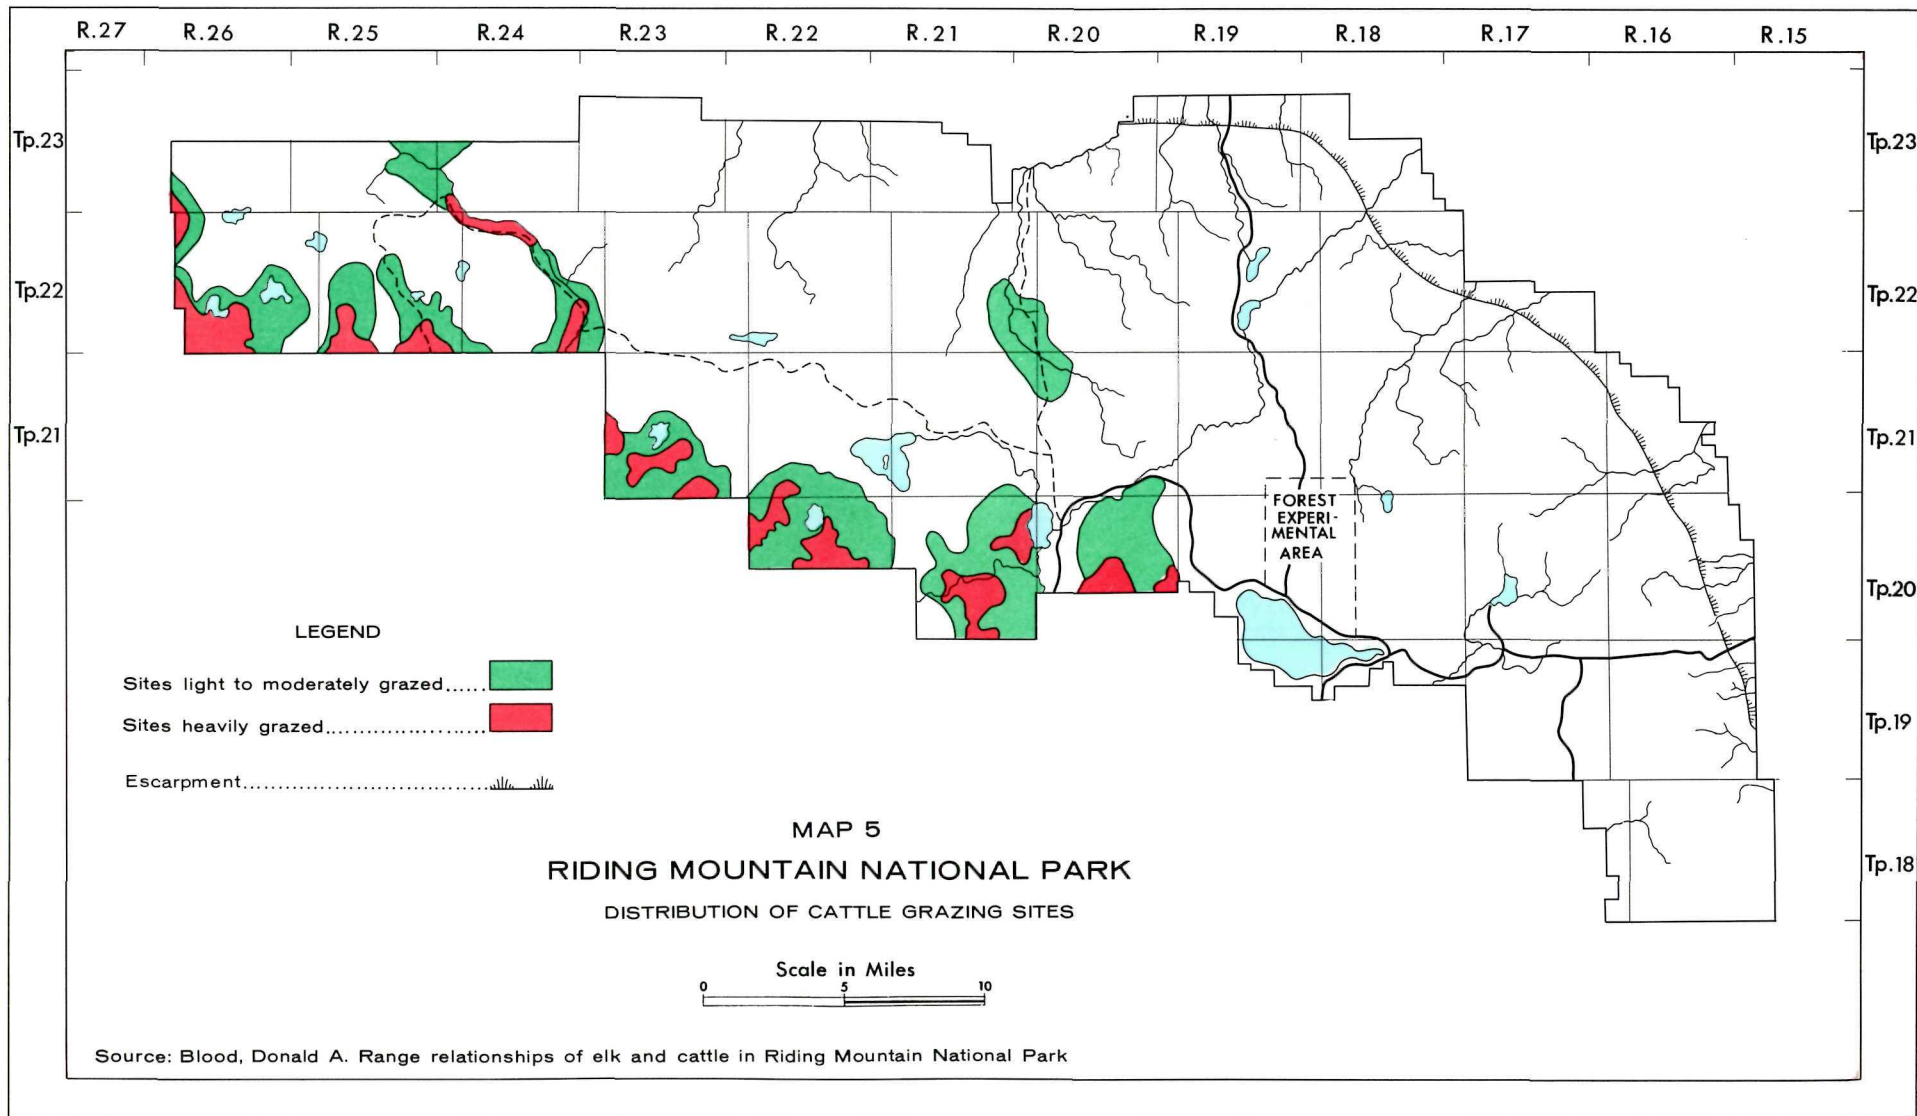 R.27 R.26 R.25 R.24 R.23 R.22 R.21 R.20 R.19 R.18 R.17 R.16 R.15
Tp.23 Tp.23
Tp.22 Tp.22
Tp.21 Tp.21
FOREST
EXPERI-
MENTAL
AREA
Tp.20 Tp.20
LEGEND
Sites light to moderately grazed......
Sites heavily grazed........................
Escarpment....................................
Tp.19
MAP 5
RIDING MOUNTAIN NATIONAL PARK
DISTRIBUTION OF CATTLE GRAZING SITES
Tp.18
Scale in Miles
0 5 10
Source: Blood, Donald A. Range relationships of elk and cattle in Riding Mountain National Park